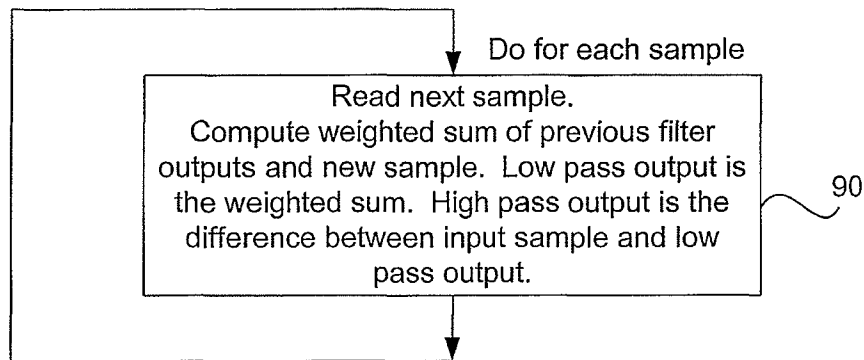 Do for each sample
Read next sample.
Compute weighted sum of previous filter
outputs and new sample. Low pass output is
the weighted sum. High pass output is the
difference between input sample and low
pass output.
90